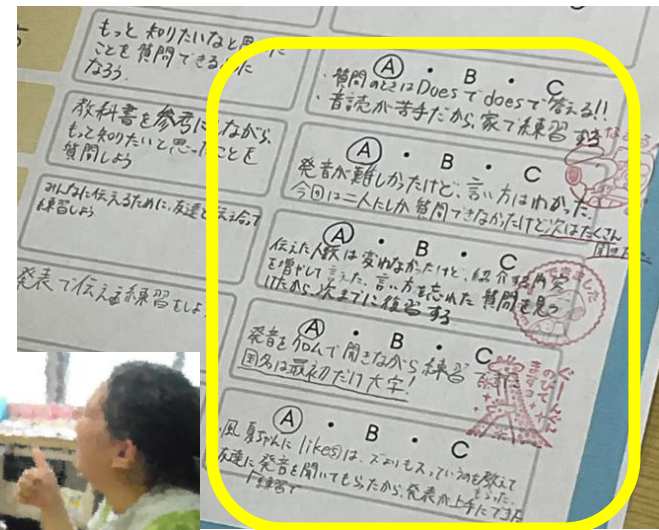 もっと知りたいなと思った
ことを質問できるように
なろう.
教科書を参考にしながら、
もっと知りたいと思ったことを
質問しよう
みんなに伝えるために、友達と伝え合って
練習しよう
発表で伝える練習をしよ
A・B・C
・質問のときはDoesでdoesで答える!!
・音読が苦手だから、家で練習する
A・B・C
発音が難しかったけど、言い方はわかった.
今回は二人にしか質問できなかったけど、次はたくさん
A・B・C
伝えた人数は変わらなかったけど、紹介する内容
を増やして言えた. 言い方を忘れた質問を見つ
けたから、次までに復習する
A・B・C
発音をクロムで聞きながら練習
国名は最初だけ大字!
A・B・C
風夏ちゃんにlike(s)は、ズよりもスっていうのを教えて
もらった.
友達に発音を聞いてもらったから、発表が上手にできた